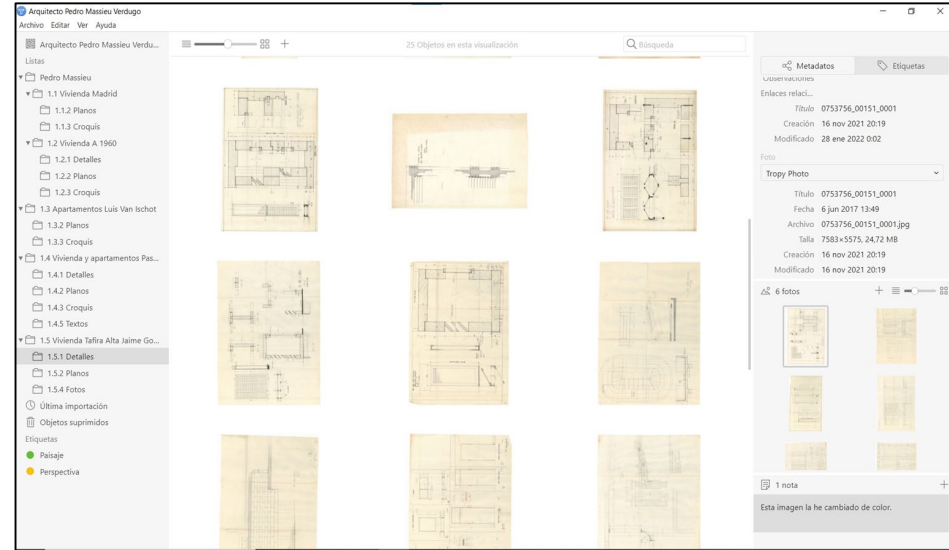 Arquitecto Pedro Massieu Verdugo
Archivo Editar Ver Ayuda
Arquitecto Pedro Massieu Verdu...
25 Objetos en esta visualización
Búsqueda
Listas
Pedro Massieu
1.1 Vivienda Madrid
1.1.2 Planos
1.1.3 Croquis
1.2 Vivienda A 1960
1.2.1 Detalles
1.2.2 Planos
1.2.3 Croquis
1.3 Apartamentos Luis Van Ischot
1.3.2 Planos
1.3.3 Croquis
1.4 Vivienda y apartamentos Pas...
1.4.1 Detalles
1.4.2 Planos
1.4.3 Croquis
1.4.5 Textos
1.5 Vivienda Tafira Alta Jaime Go...
1.5.1 Detalles
1.5.2 Planos
1.5.4 Fotos
Última importación
Objetos suprimidos
Etiquetas
Paisaje
Perspectiva
Metadatos
Etiquetas
Observaciones
Enlaces relaci...
Título 0753756_00151_0001
Creación 16 nov 2021 20:19
Modificado 28 ene 2022 0:02
Foto
Tropy Photo
Título 0753756_00151_0001
Fecha 6 jun 2017 13:49
Archivo 0753756_00151_0001.jpg
Talla 7583×5575, 24,72 MB
Creación 16 nov 2021 20:19
Modificado 16 nov 2021 20:19
6 fotos
1 nota
Esta imagen la he cambiado de color.